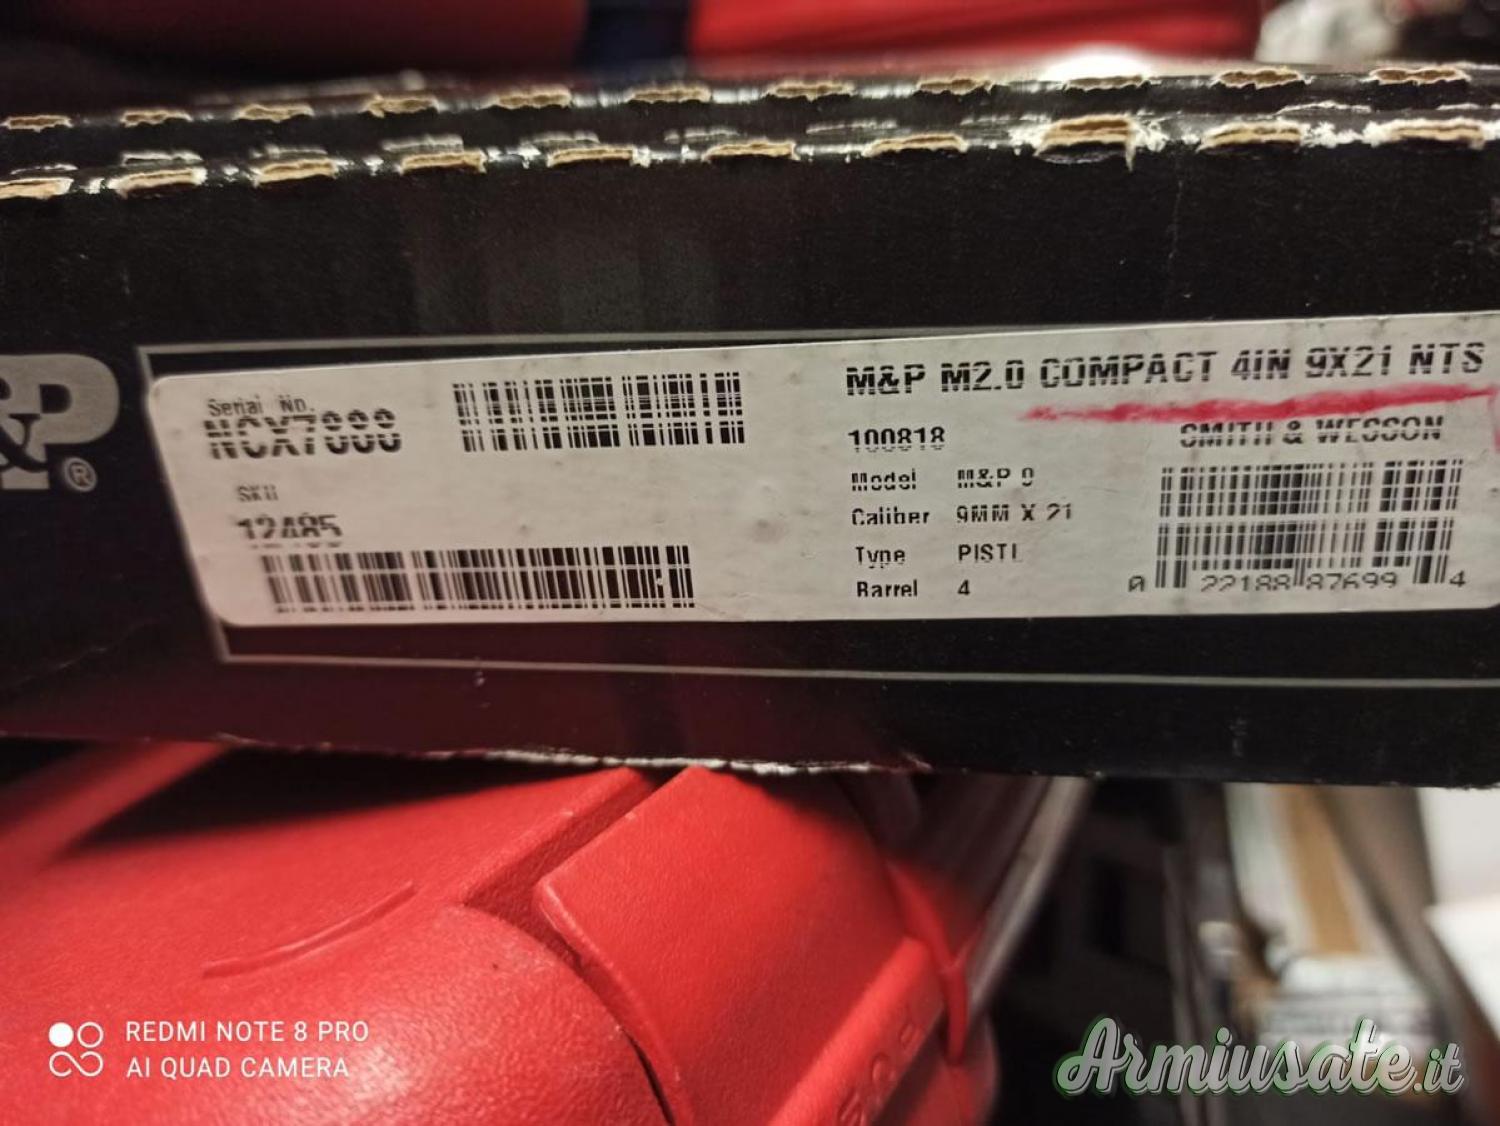 &P®
Serial No.
SKU
12485
M&P M2.0 COMPACT 4IN 9X21 NTS
100818
SMITH & WESSON
Model M&P 9
Caliber 9MM X 21
Type PISTL
Barrel 4
0 22188 87699 4
REDMI NOTE 8 PRO
AI QUAD CAMERA
Armiusate.it